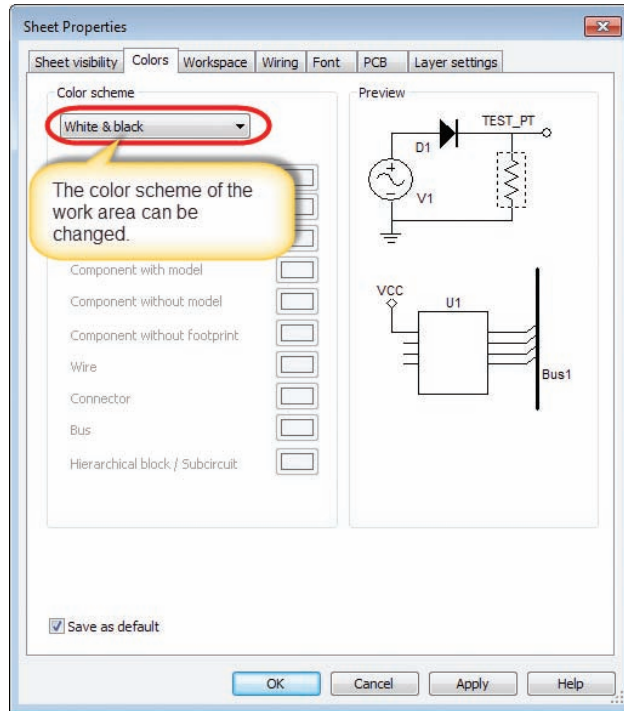 Sheet Properties
Sheet visibility Colors Workspace Wiring Font PCB Layer settings
Color scheme
White & black
The color scheme of the
work area can be
changed.
Component with model
Component without model
Component without footprint
Wire
Connector
Bus
Hierarchical block / Subcircuit
Preview
TEST_PT
D1
V1
VCC
U1
Bus1
Save as default
OK Cancel Apply Help